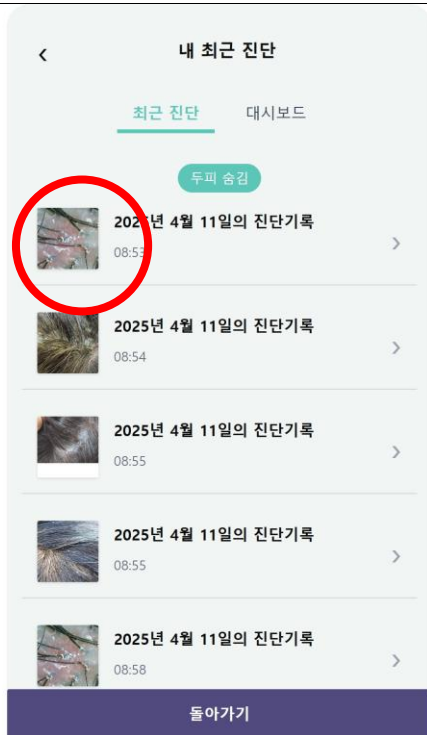 내 최근 진단
최근 진단 대시보드
두피 숨김
2025년 4월 11일의 진단기록
08:53
2025년 4월 11일의 진단기록
08:54
2025년 4월 11일의 진단기록
08:55
2025년 4월 11일의 진단기록
08:55
2025년 4월 11일의 진단기록
08:58
돌아가기